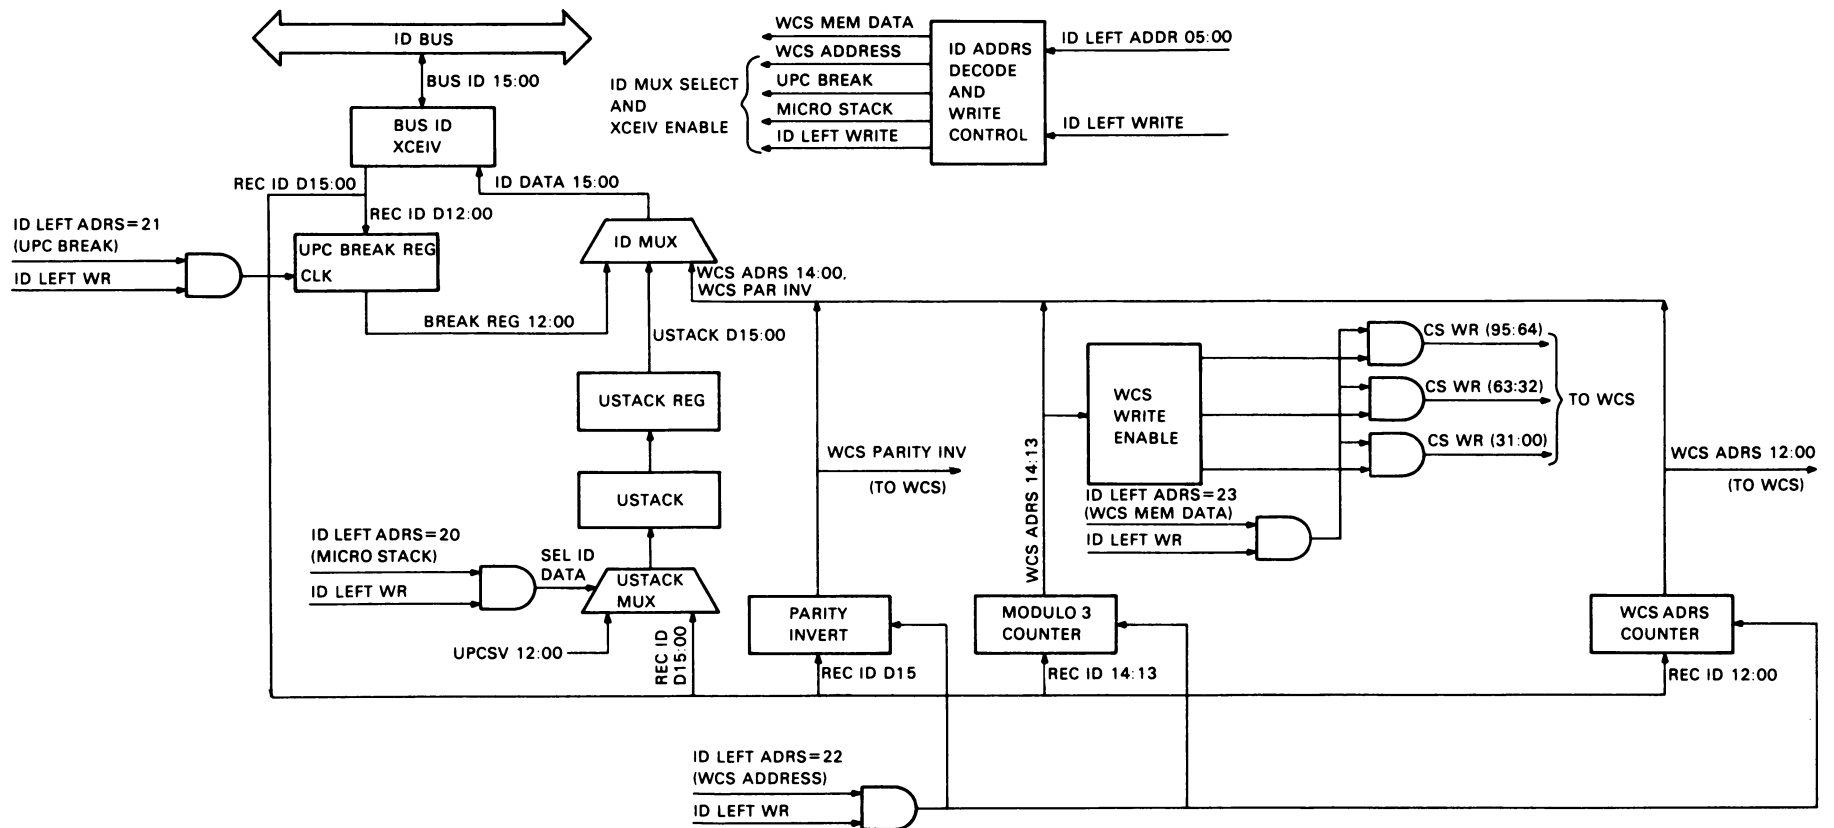 ID BUS
BUS ID 15:00
BUS ID
XCEIV
WCS MEM DATA
WCS ADDRESS
UPC BREAK
MICRO STACK
ID LEFT WRITE
ID MUX SELECT
AND
XCEIV ENABLE
ID ADDRS
DECODE
AND
WRITE
CONTROL
ID LEFT ADDR 05:00
ID LEFT WRITE
REC ID D15:00
ID DATA 15:00
REC ID D12:00
ID LEFT ADRS=21
(UPC BREAK)
ID LEFT WR
UPC BREAK REG
CLK
ID MUX
WCS ADRS 14:00,
WCS PAR INV
BREAK REG 12:00
USTACK D15:00
USTACK REG
USTACK
WCS
WRITE
ENABLE
CS WR (95:64)
CS WR (63:32)
CS WR (31:00)
TO WCS
WCS PARITY INV
(TO WCS)
WCS ADRS 14:13
ID LEFT ADRS=23
(WCS MEM DATA)
ID LEFT WR
WCS ADRS 12:00
(TO WCS)
ID LEFT ADRS=20
(MICRO STACK)
ID LEFT WR
SEL ID
DATA
USTACK
MUX
UPCSV 12:00
REC ID
D15:00
PARITY
INVERT
MODULO 3
COUNTER
WCS ADRS
COUNTER
REC ID D15
REC ID 14:13
REC ID 12:00
ID LEFT ADRS=22
(WCS ADDRESS)
ID LEFT WR